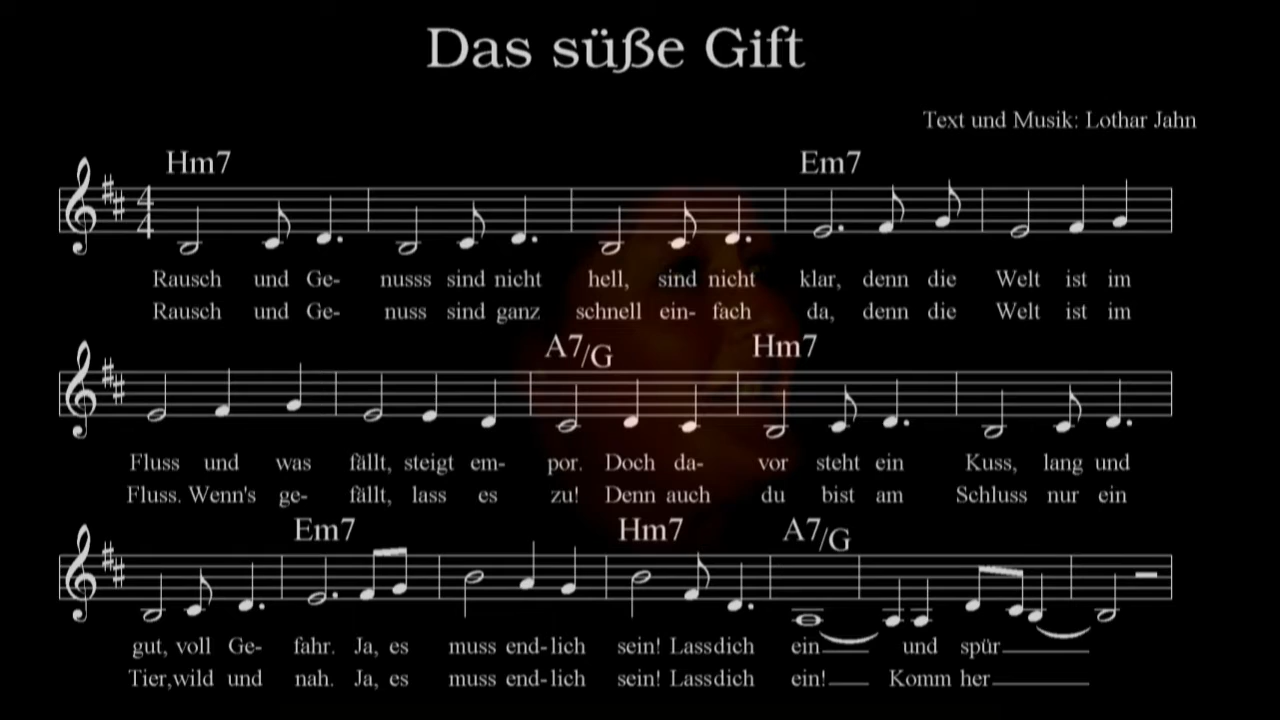 Das süße Gift
Text und Musik: Lothar Jahn
Hm7 Em7
4
4
Rausch und Ge- nusss sind nicht hell, sind nicht klar, denn die Welt ist im
Rausch und Ge- nuss sind ganz schnell ein- fach da, denn die Welt ist im
A7/G Hm7
Fluss und was fällt, steigt em- por. Doch da- vor steht ein Kuss, lang und
Fluss. Wenn's ge- fällt, lass es zu! Denn auch du bist am Schluss nur ein
Em7 Hm7 A7/G
gut, voll Ge- fahr. Ja, es muss end-lich sein! Lassdich ein und spür
Tier,wild und nah. Ja, es muss end-lich sein! Lassdich ein! Komm her